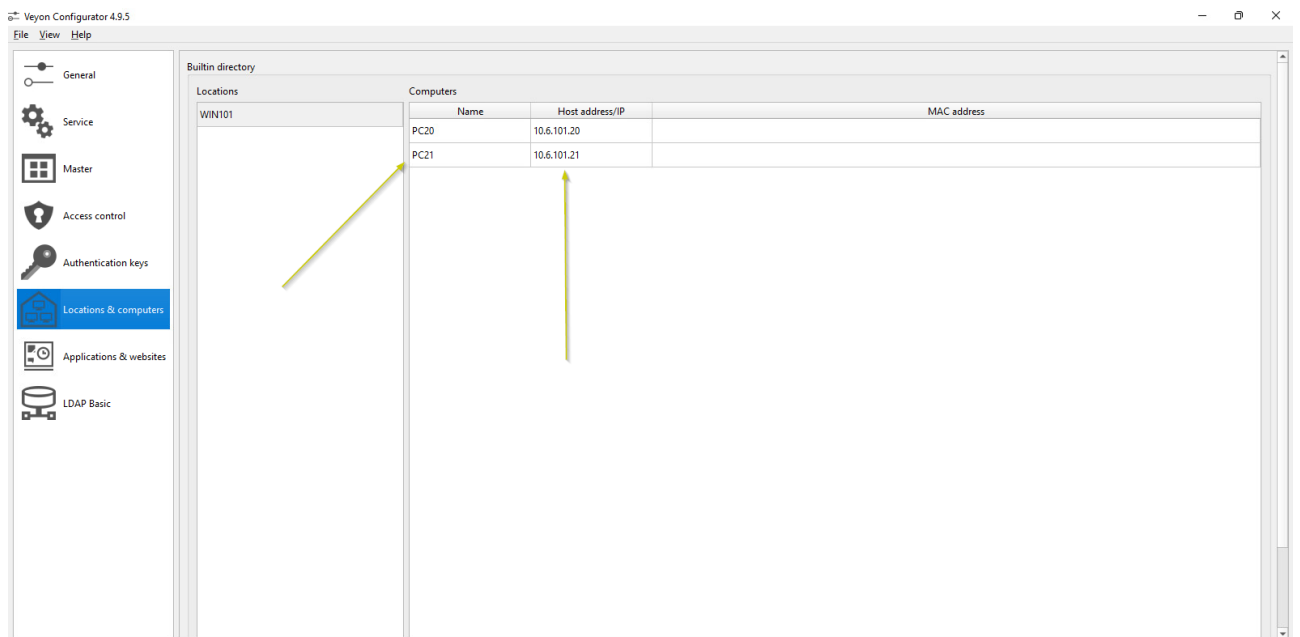 Veyon Configurator 4.9.5
File View Help
General
Service
Master
Access control
Authentication keys
Locations & computers
Applications & websites
LDAP Basic
Builtin directory
Locations
WIN101
Computers
Name Host address/IP MAC address
PC20 10.6.101.20
PC21 10.6.101.21